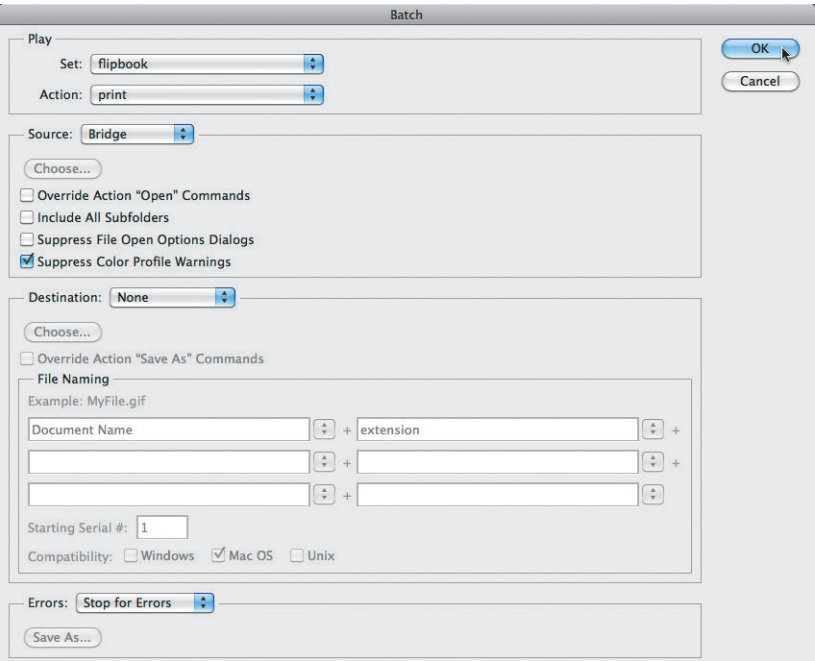 Batch
Play
Set: flipbook
Action: print
OK
Cancel
Source: Bridge
Choose...
Override Action “Open” Commands
Include All Subfolders
Suppress File Open Options Dialogs
Suppress Color Profile Warnings
Destination: None
Choose...
Override Action “Save As” Commands
File Naming
Example: MyFile.gif
Document Name + extension +
+ +
+
Starting Serial #: 1
Compatibility: Windows Mac OS Unix
Errors: Stop for Errors
Save As...